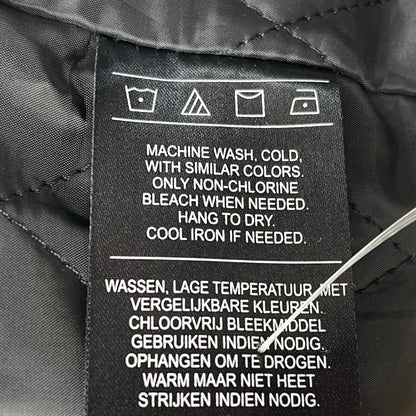 MACHINE WASH, COLD,
WITH SIMILAR COLORS.
ONLY NON-CHLORINE
BLEACH WHEN NEEDED.
HANG TO DRY.
COOL IRON IF NEEDED.
WASSEN, LAGE TEMPERATUUR, MET
VERGELIJKBARE KLEUREN.
CHLOORVRIJ BLEEKMIDDEL
GEBRUIKEN INDIEN NODIG.
OPHANGEN OM TE DROGEN.
WARM MAAR NIET HEET
STRIJKEN INDIEN NODIG.